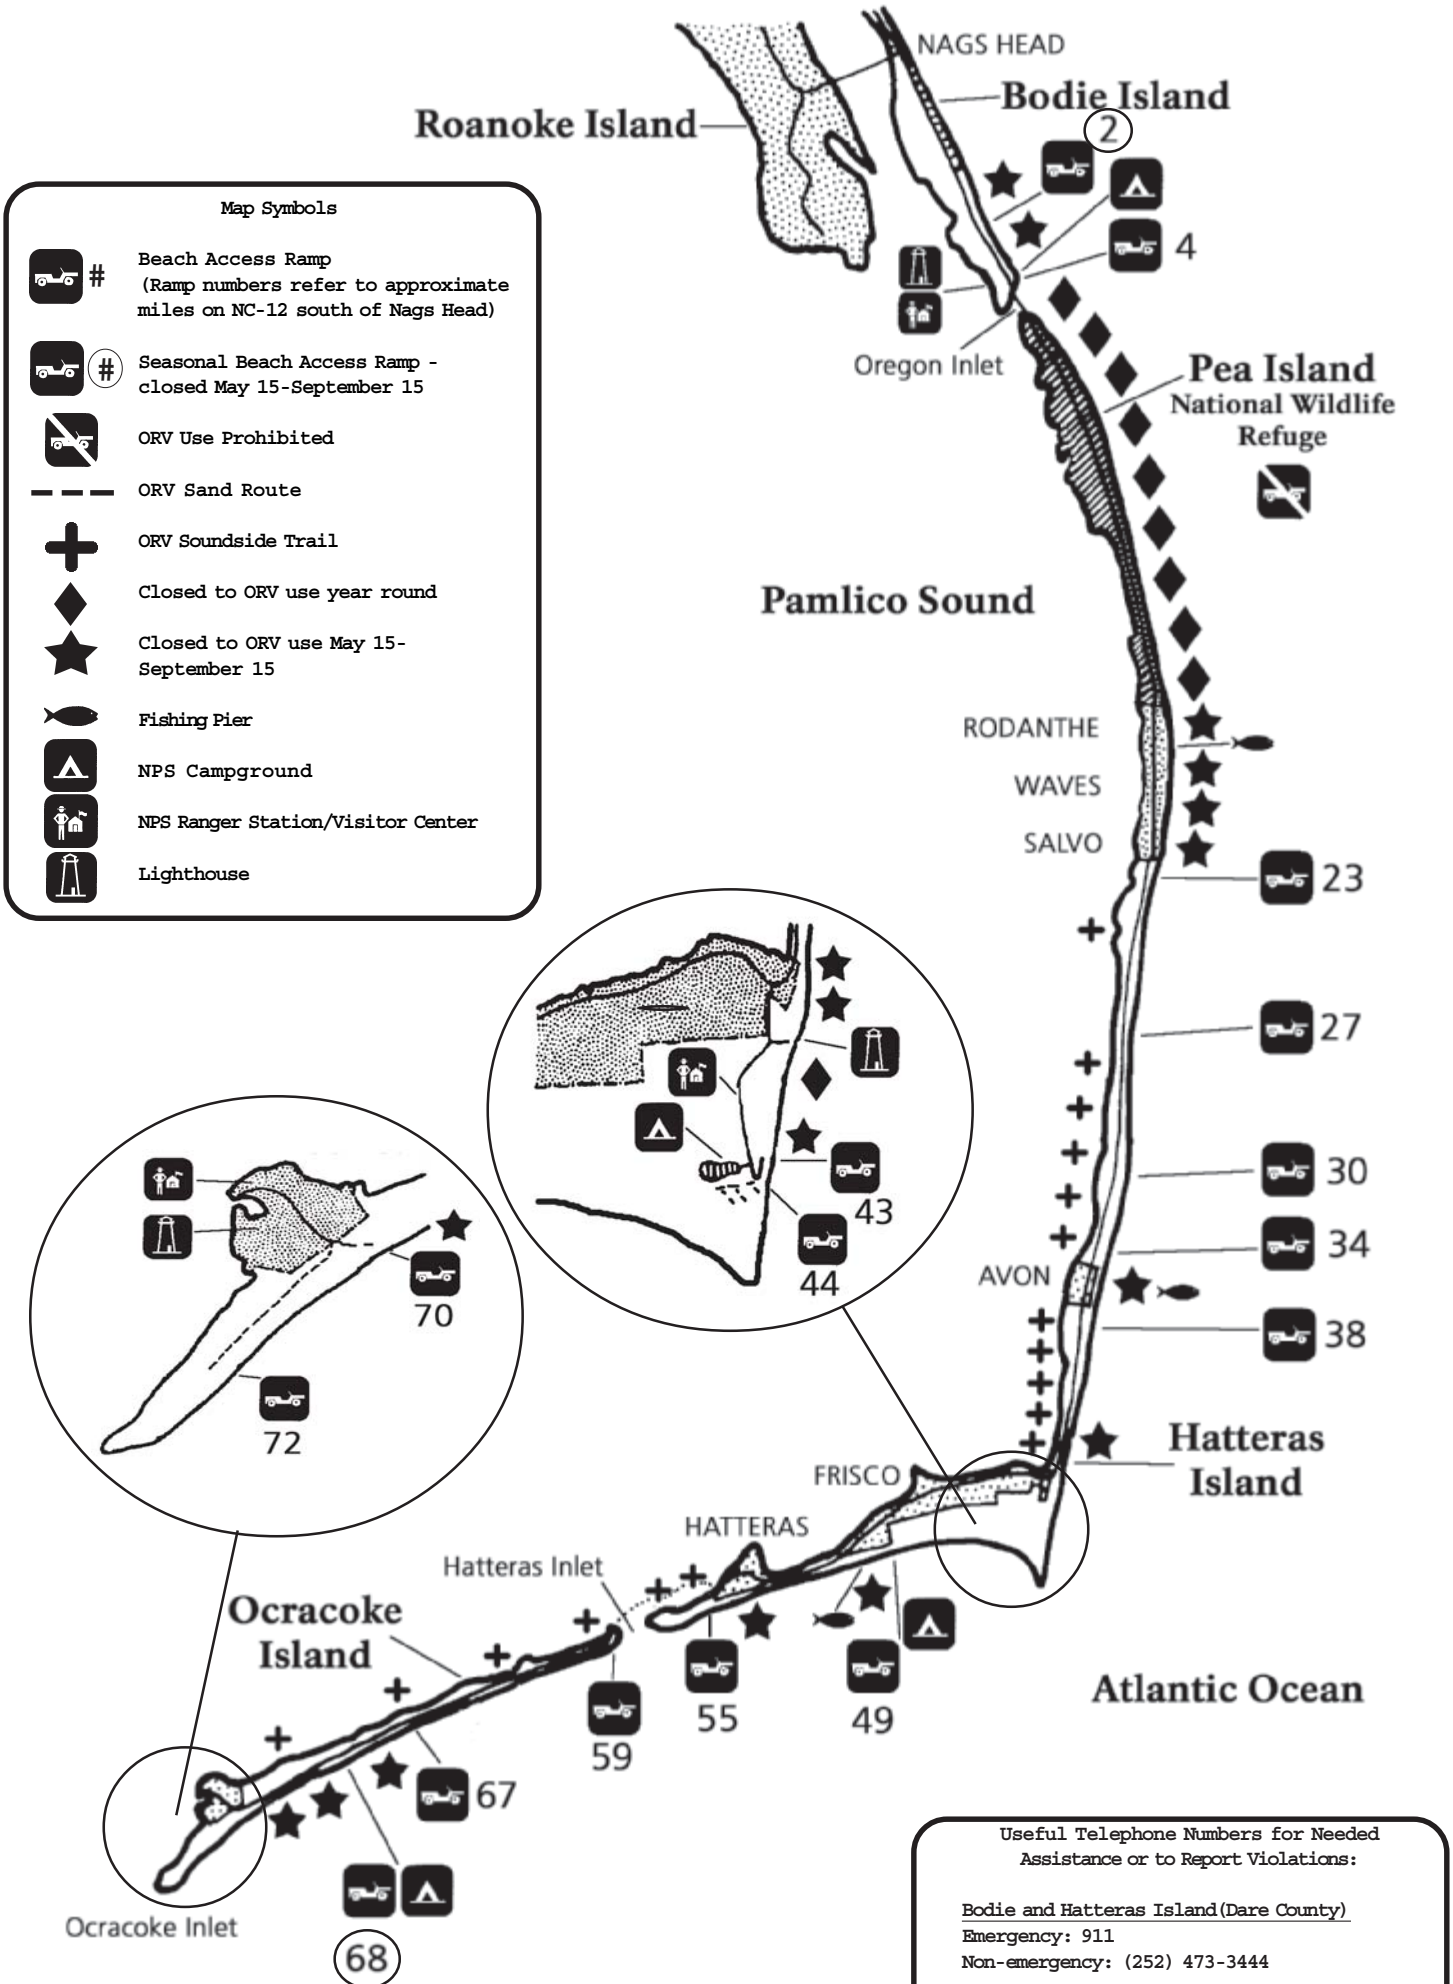 NAGS HEAD
Bodie Island
Roanoke Island
2
4
Map Symbols
#
Beach Access Ramp
(Ramp numbers refer to approximate
miles on NC-12 south of Nags Head)
#
Seasonal Beach Access Ramp -
closed May 15-September 15
ORV Use Prohibited
ORV Sand Route
ORV Soundside Trail
Closed to ORV use year round
Closed to ORV use May 15-
September 15
Fishing Pier
NPS Campground
NPS Ranger Station/Visitor Center
Lighthouse
Oregon Inlet
Pea Island
National Wildlife
Refuge
Pamlico Sound
RODANTHE
WAVES
SALVO
23
27
30
34
AVON
38
43
44
70
72
Hatteras
Island
FRISCO
HATTERAS
Hatteras Inlet
Ocracoke
Island
Atlantic Ocean
55
49
59
67
68
Ocracoke Inlet
Useful Telephone Numbers for Needed
Assistance or to Report Violations:
Bodie and Hatteras Island(Dare County)
Emergency: 911
Non-emergency: (252) 473-3444